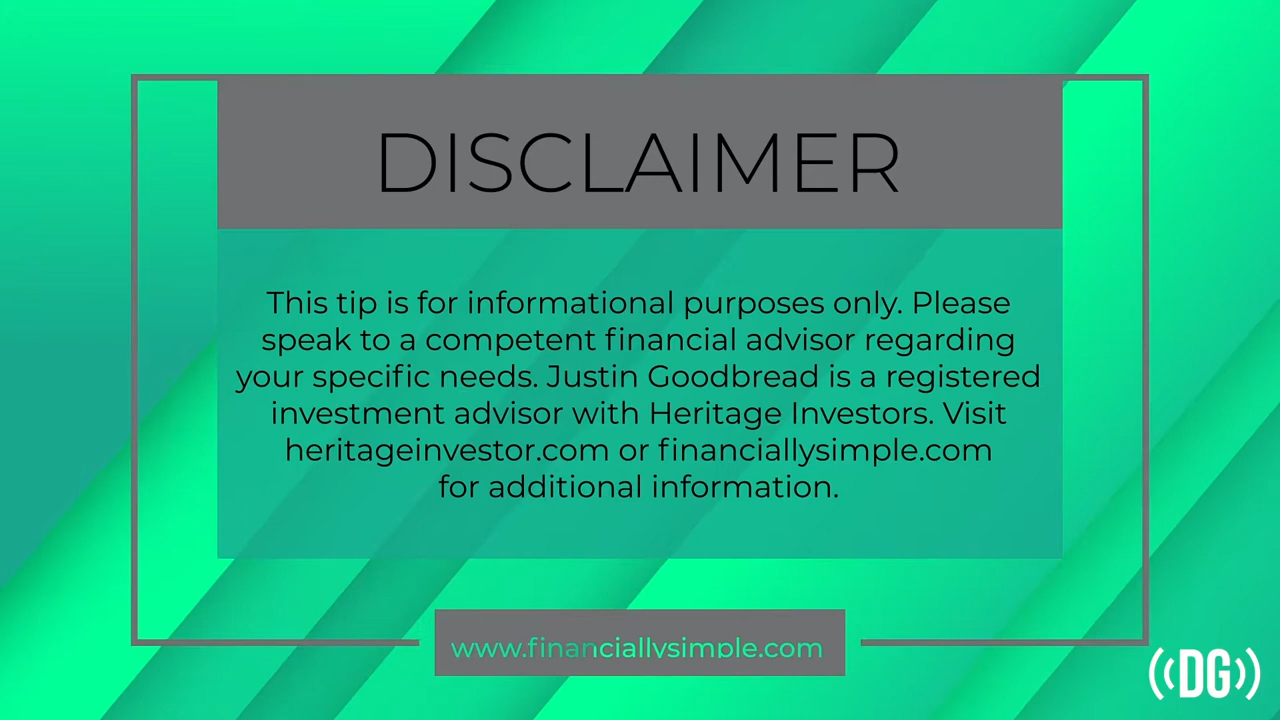 DISCLAIMER
This tip is for informational purposes only. Please
speak to a competent financial advisor regarding
your specific needs. Justin Goodbread is a registered
investment advisor with Heritage Investors. Visit
heritageinvestor.com or financiallysimple.com
for additional information.
www.financiallysimple.com
((DG))